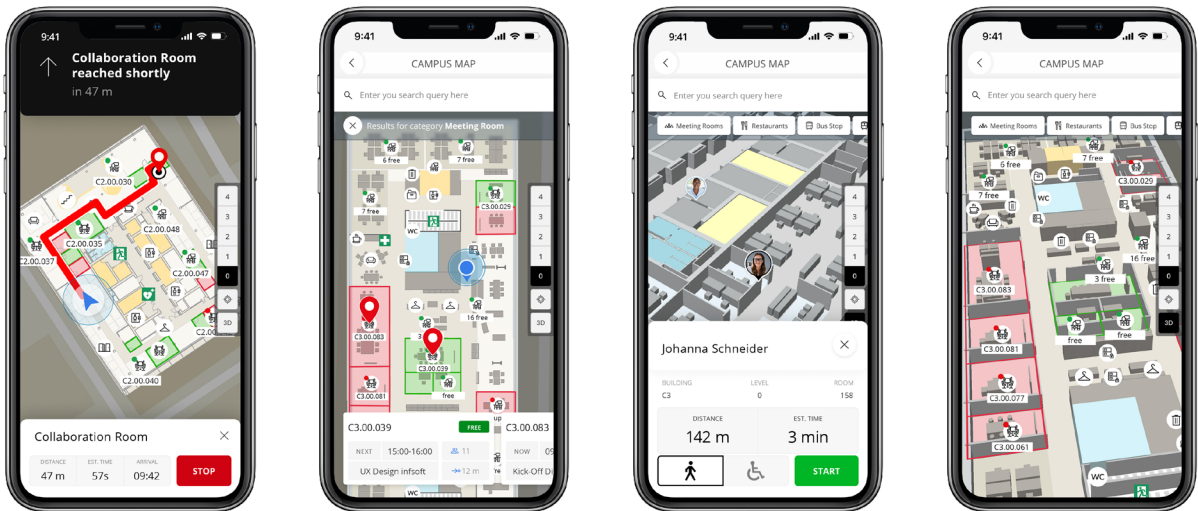 9:41
Collaboration Room
reached shortly
in 47 m
C2.00.030
C2.00.035
C2.00.048
C2.00.037
C2.00.047
C2.00
C2.00.040
4
3
2
1
0
3D
Collaboration Room
DISTANCE
EST. TIME
ARRIVAL
47 m
57s
09:42
STOP
9:41
CAMPUS MAP
Enter you search query here
Results for category Meeting Room
6 free
7 free
7 free
C3.00.029
WC
16 free
3
C3.00.083
C3.00.039
C3.00.081
free
4
3
2
1
0
3D
up
C3.00.039
FREE
C3.00.083
NEXT
15:00-16:00
11
NOW
09
UX Design infsoft
12 m
re
Kick-Off D
WC
9:41
CAMPUS MAP
Enter you search query here
Meeting Rooms
Restaurants
Bus Stop
4
3
2
1
0
3D
Johanna Schneider
BUILDING
LEVEL
ROOM
C3
0
158
DISTANCE
EST. TIME
142 m
3 min
START
9:41
CAMPUS MAP
Enter you search query here
Meeting Rooms
Restaurants
Bus Stop
6 free
7 free
C3.00.029
7 free
WC
16 free
3 free
C3.00.083
free
free
C3.00.081
C3.00.077
C3.00.061
WC
4
3
2
1
0
3D